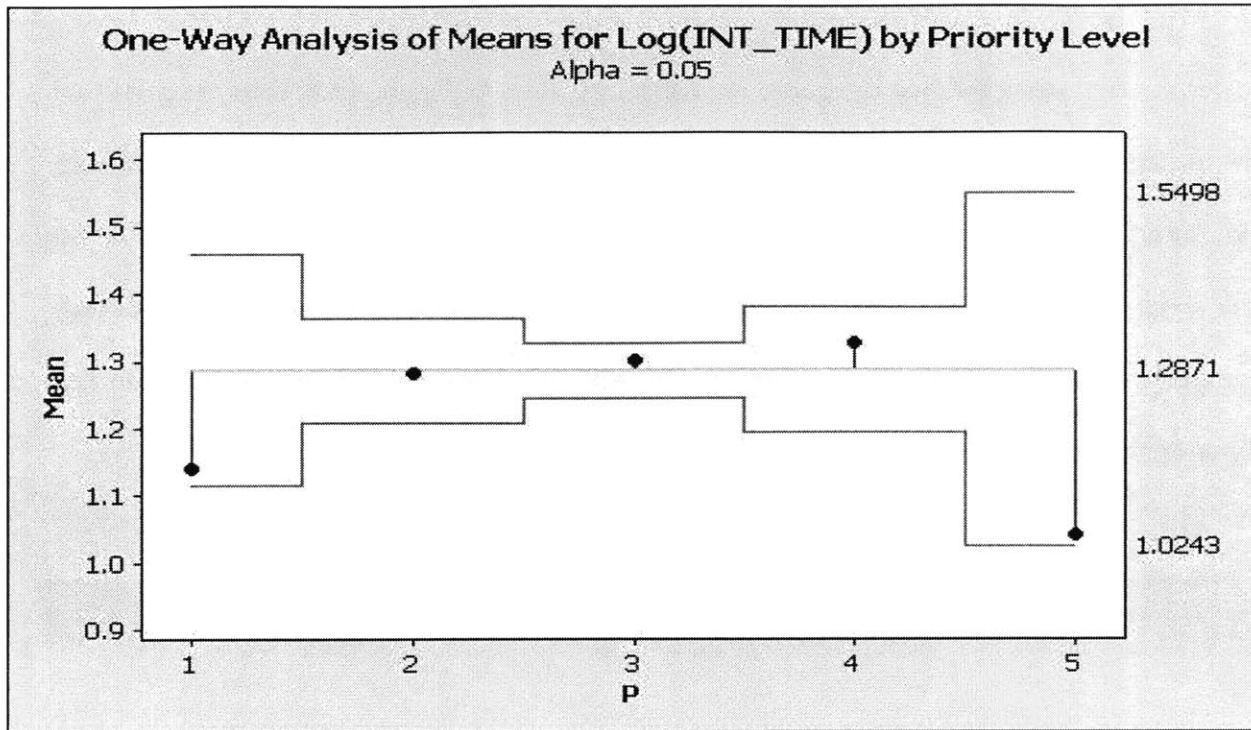 One-Way Analysis of Means for Log(INT_TIME) by Priority Level
Alpha = 0.05
1.6
1.5
1.4
1.3
1.2
1.1
1.0
0.9
Mean
1.5498
1.2871
1.0243
1 2 3 4 5
P